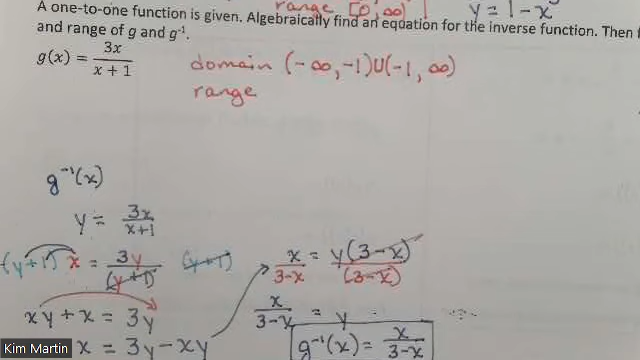 range [0, ∞)
y = 1 - x
A one-to-one function is given. Algebraically find an equation for the inverse function. Then
and range of g and g⁻¹.
g(x) = 3x / (x + 1)
domain (-∞, -1)U(-1, ∞)
range
g⁻¹(x)
y = 3x / (x+1)
(y+1) x = 3y / (y+1) (y+1)
xy + x = 3y
x = 3y - xy
x / (3-x) = y(3-x) / (3-x)
x / (3-x) = y
g⁻¹(x) = x / (3-x)
Kim Martin